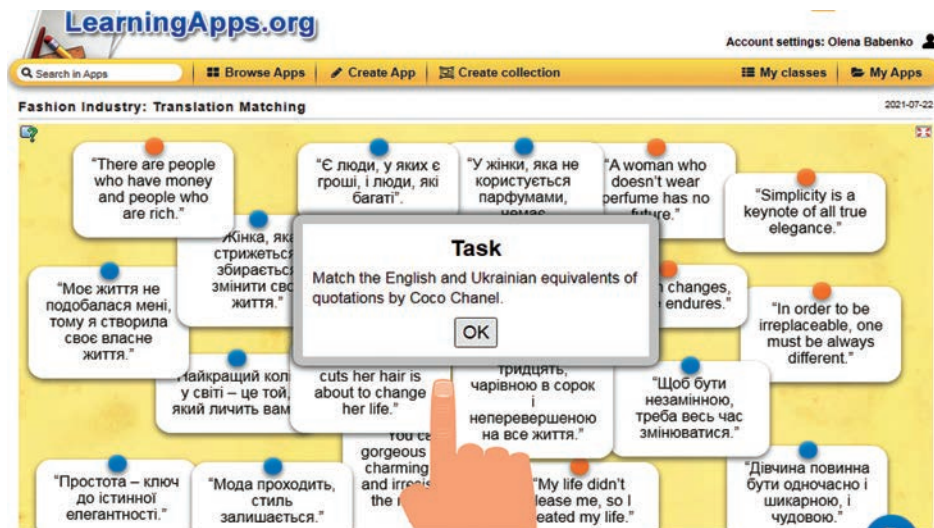 LearningApps.org
Account settings: Olena Babenko
Search in Apps
Browse Apps
Create App
Create collection
My classes
My Apps
Fashion Industry: Translation Matching
2021-07-22
"There are people
who have money
and people who
are rich."
"Є люди, у яких є
гроші, і люди, які
багаті".
"У жінки, яка не
користується
парфумами,
немає
"A woman who
doesn't wear
perfume has no
future."
"Simplicity is a
keynote of all true
elegance."
Жінка, яка
стрижеться
збирається
змінити
життя."
Task
Match the English and Ukrainian equivalents of
quotations by Coco Chanel.
OK
changes,
endures."
"Моє життя не
подобалася мені,
тому я створила
своє власне
життя."
"In order to be
irreplaceable, one
must be always
different."
Найкращий
у світі – це той,
який личить вам
cuts her hair is
about to change
her life."
тридцять,
чарівною в сорок
і
неперевершеною
на все життя."
"Щоб бути
незамінною,
треба весь час
змінюватися."
You
gorgeous
charming
and
the
"Простота – ключ
до істинної
елегантності."
"Мода проходить,
стиль
залишається."
"My life didn't
me, so I
my life."
"Дівчина повинна
бути одночасно і
шикарною, і
чудовою."